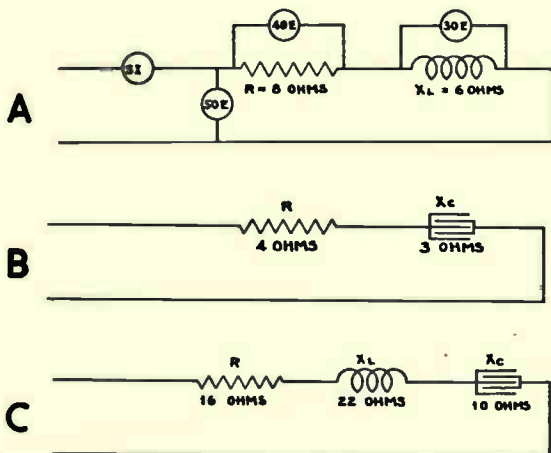 40E 30E
5I
R = 8 OHMS XL = 6 OHMS
50E
A
R XC
4 OHMS 3 OHMS
B
R XL XC
16 OHMS 22 OHMS 10 OHMS
C